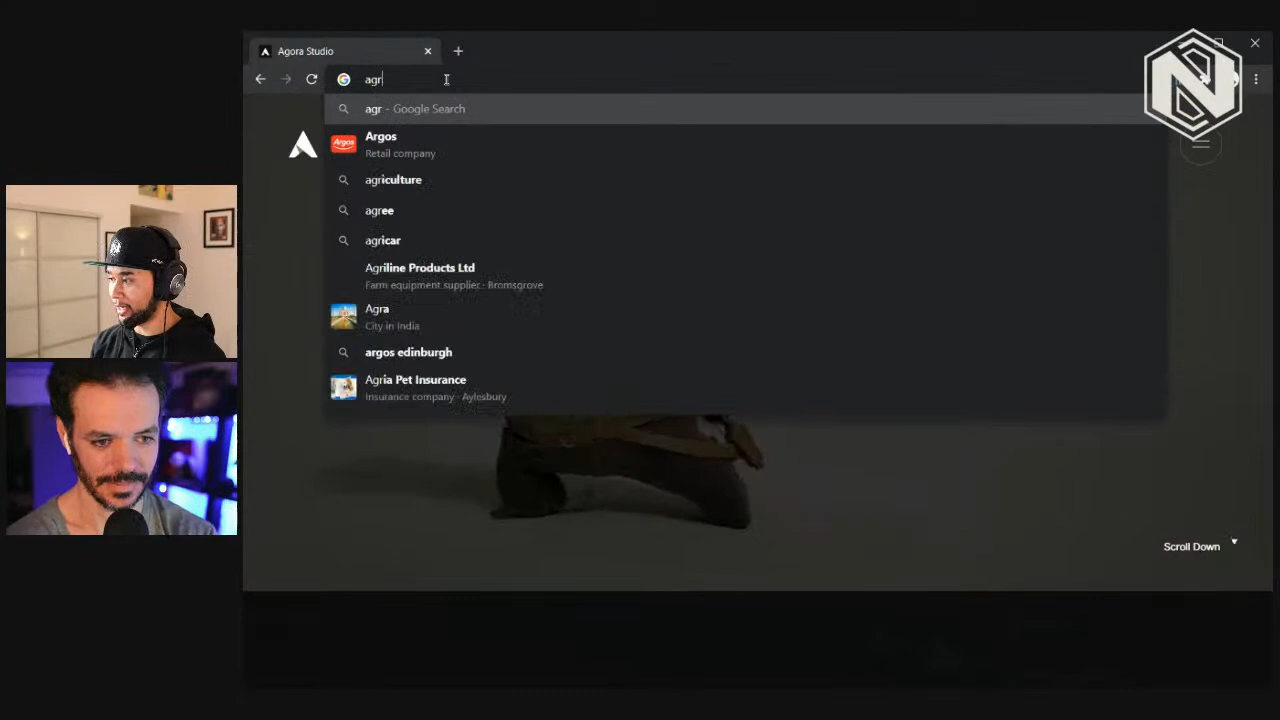 Agora Studio
agr
agr - Google Search
Argos
Argos
Retail company
agriculture
agree
agricar
Agriline Products Ltd
Farm equipment supplier · Bromsgrove
Agra
City in India
argos edinburgh
Agria Pet Insurance
Insurance company · Aylesbury
Scroll Down
N